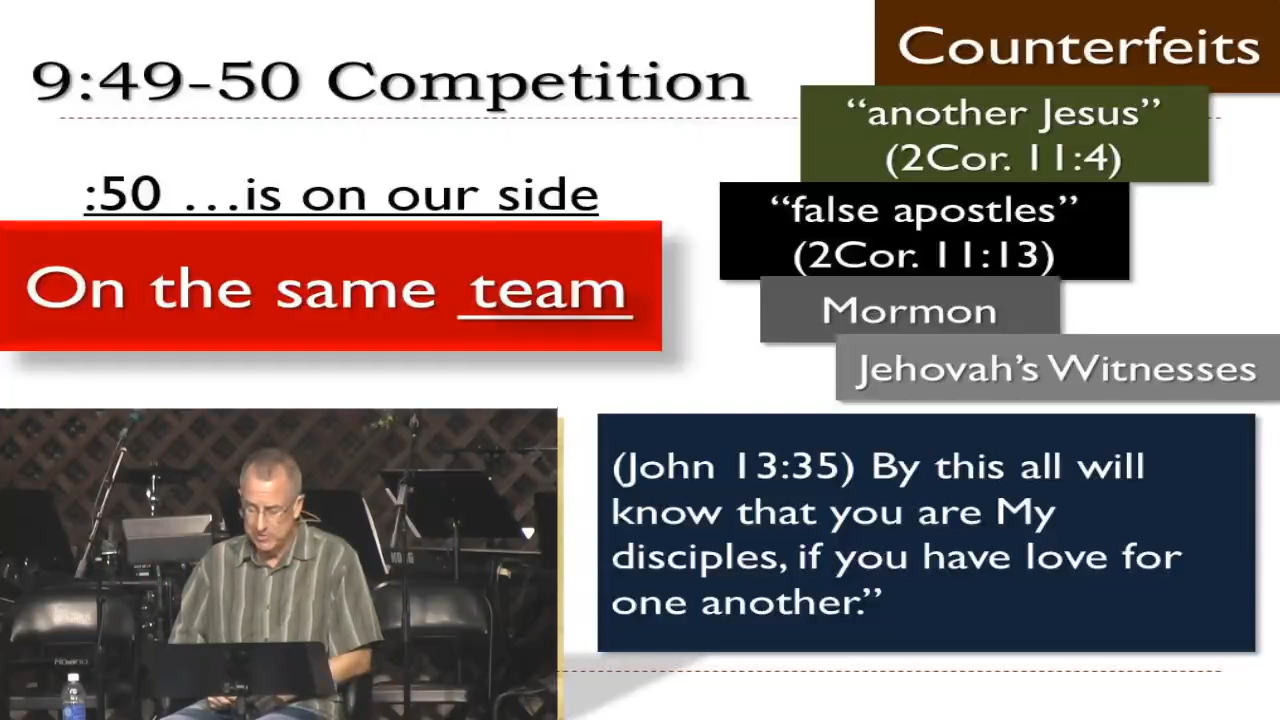 9:49-50 Competition
:50 …is on our side
On the same team
Counterfeits
“another Jesus”
(2Cor. 11:4)
“false apostles”
(2Cor. 11:13)
Mormon
Jehovah’s Witnesses
(John 13:35) By this all will
know that you are My
disciples, if you have love for
one another.”
KORG